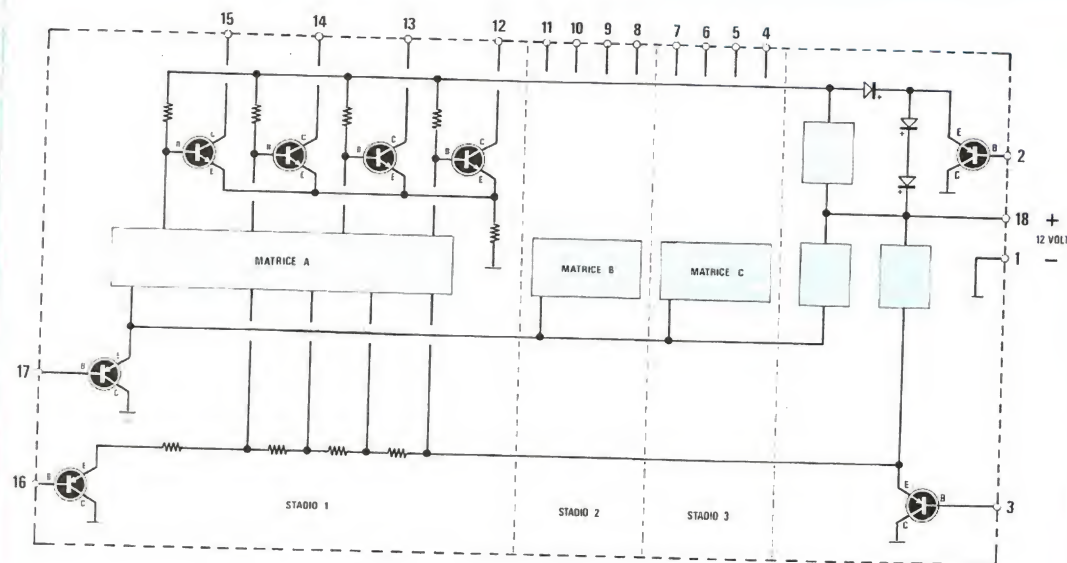 15 14 13 12 11 10 9 8 7 6 5 4
C C C
B B B B
E E E E
E B 2
C
18 +
12 VOLT
1 −
MATRICE A
MATRICE B
MATRICE C
17 B
C
16
C
STADIO 1
STADIO 2
STADIO 3
E B 3
C